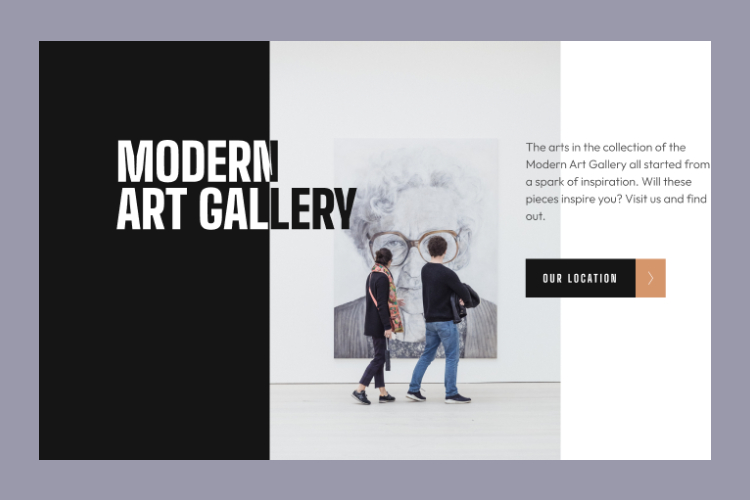 MODERN
ART GALLERY
The arts in the collection of the
Modern Art Gallery all started from
a spark of inspiration. Will these
pieces inspire you? Visit us and find
out.
OUR LOCATION